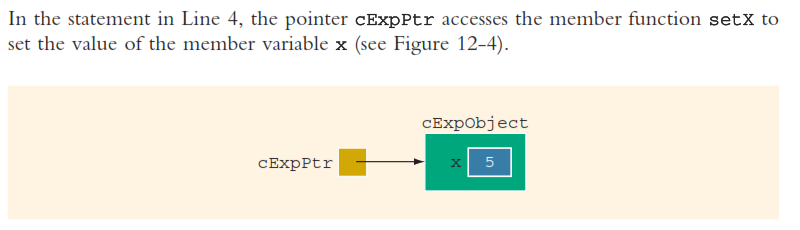 In the statement in Line 4, the pointer cExpPtr accesses the member function setX to
set the value of the member variable x (see Figure 12-4).
cExpObject
cExpPtr
x 5